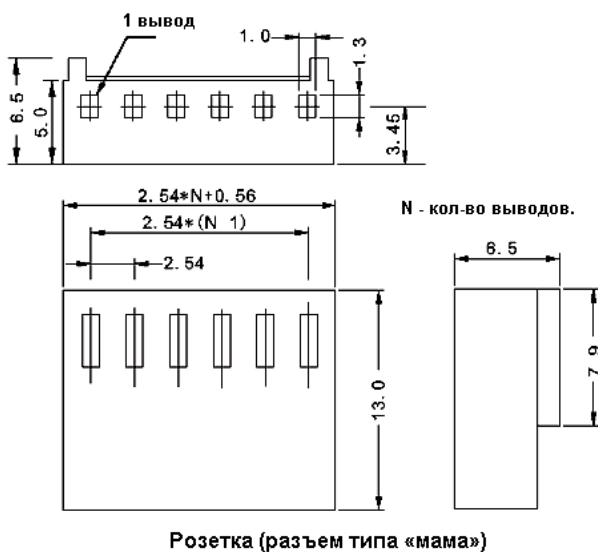 1 вывод
1.0
1.3
6.5
5.0
3.45
2.54*N+0.56
N - кол-во выводов.
2.54*(N 1)
2.54
6.5
13.0
7.9
Розетка (разъем типа «мама»)